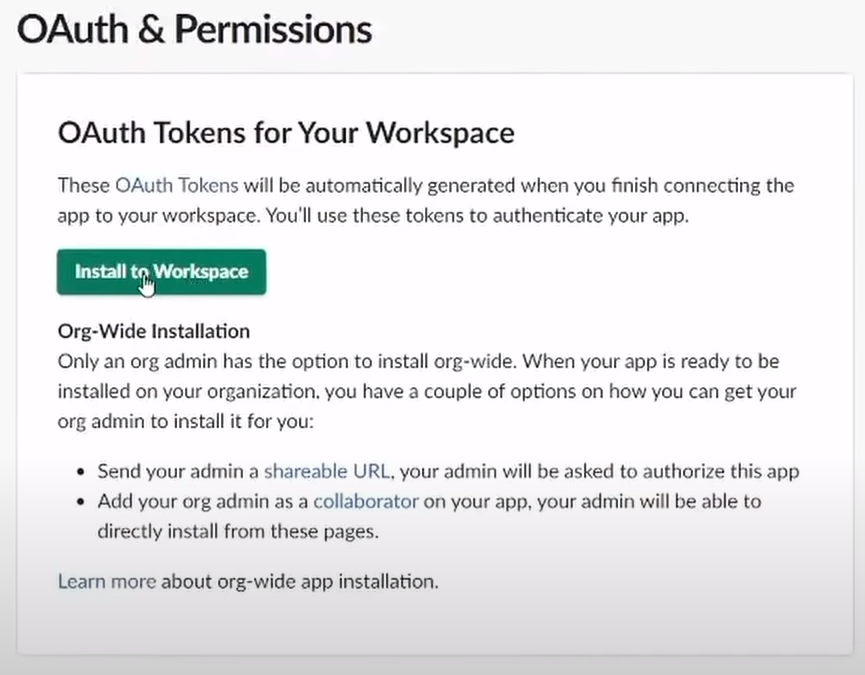 OAuth & Permissions
OAuth Tokens for Your Workspace
These OAuth Tokens will be automatically generated when you finish connecting the
app to your workspace. You'll use these tokens to authenticate your app.
Install to Workspace
Org-Wide Installation
Only an org admin has the option to install org-wide. When your app is ready to be
installed on your organization, you have a couple of options on how you can get your
org admin to install it for you:
• Send your admin a shareable URL, your admin will be asked to authorize this app
• Add your org admin as a collaborator on your app, your admin will be able to
directly install from these pages.
Learn more about org-wide app installation.